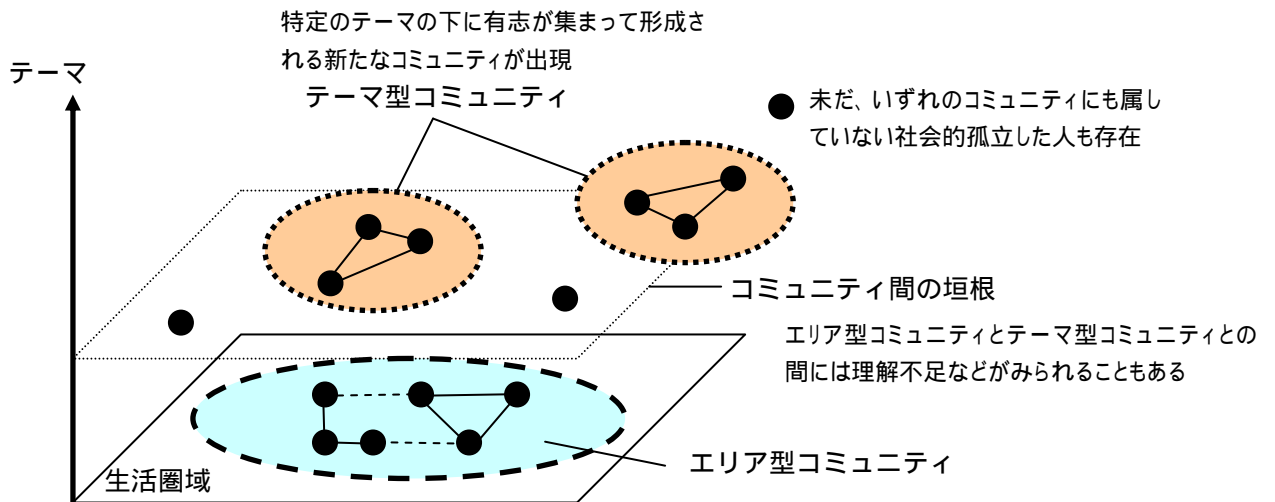 特定のテーマの下に有志が集まって形成さ
れる新たなコミュニティが出現
テーマ
テーマ型コミュニティ
未だ、いずれのコミュニティにも属し
ていない社会的孤立した人も存在
コミュニティ間の垣根
エリア型コミュニティとテーマ型コミュニティとの
間には理解不足などがみられることもある
エリア型コミュニティ
生活圏域